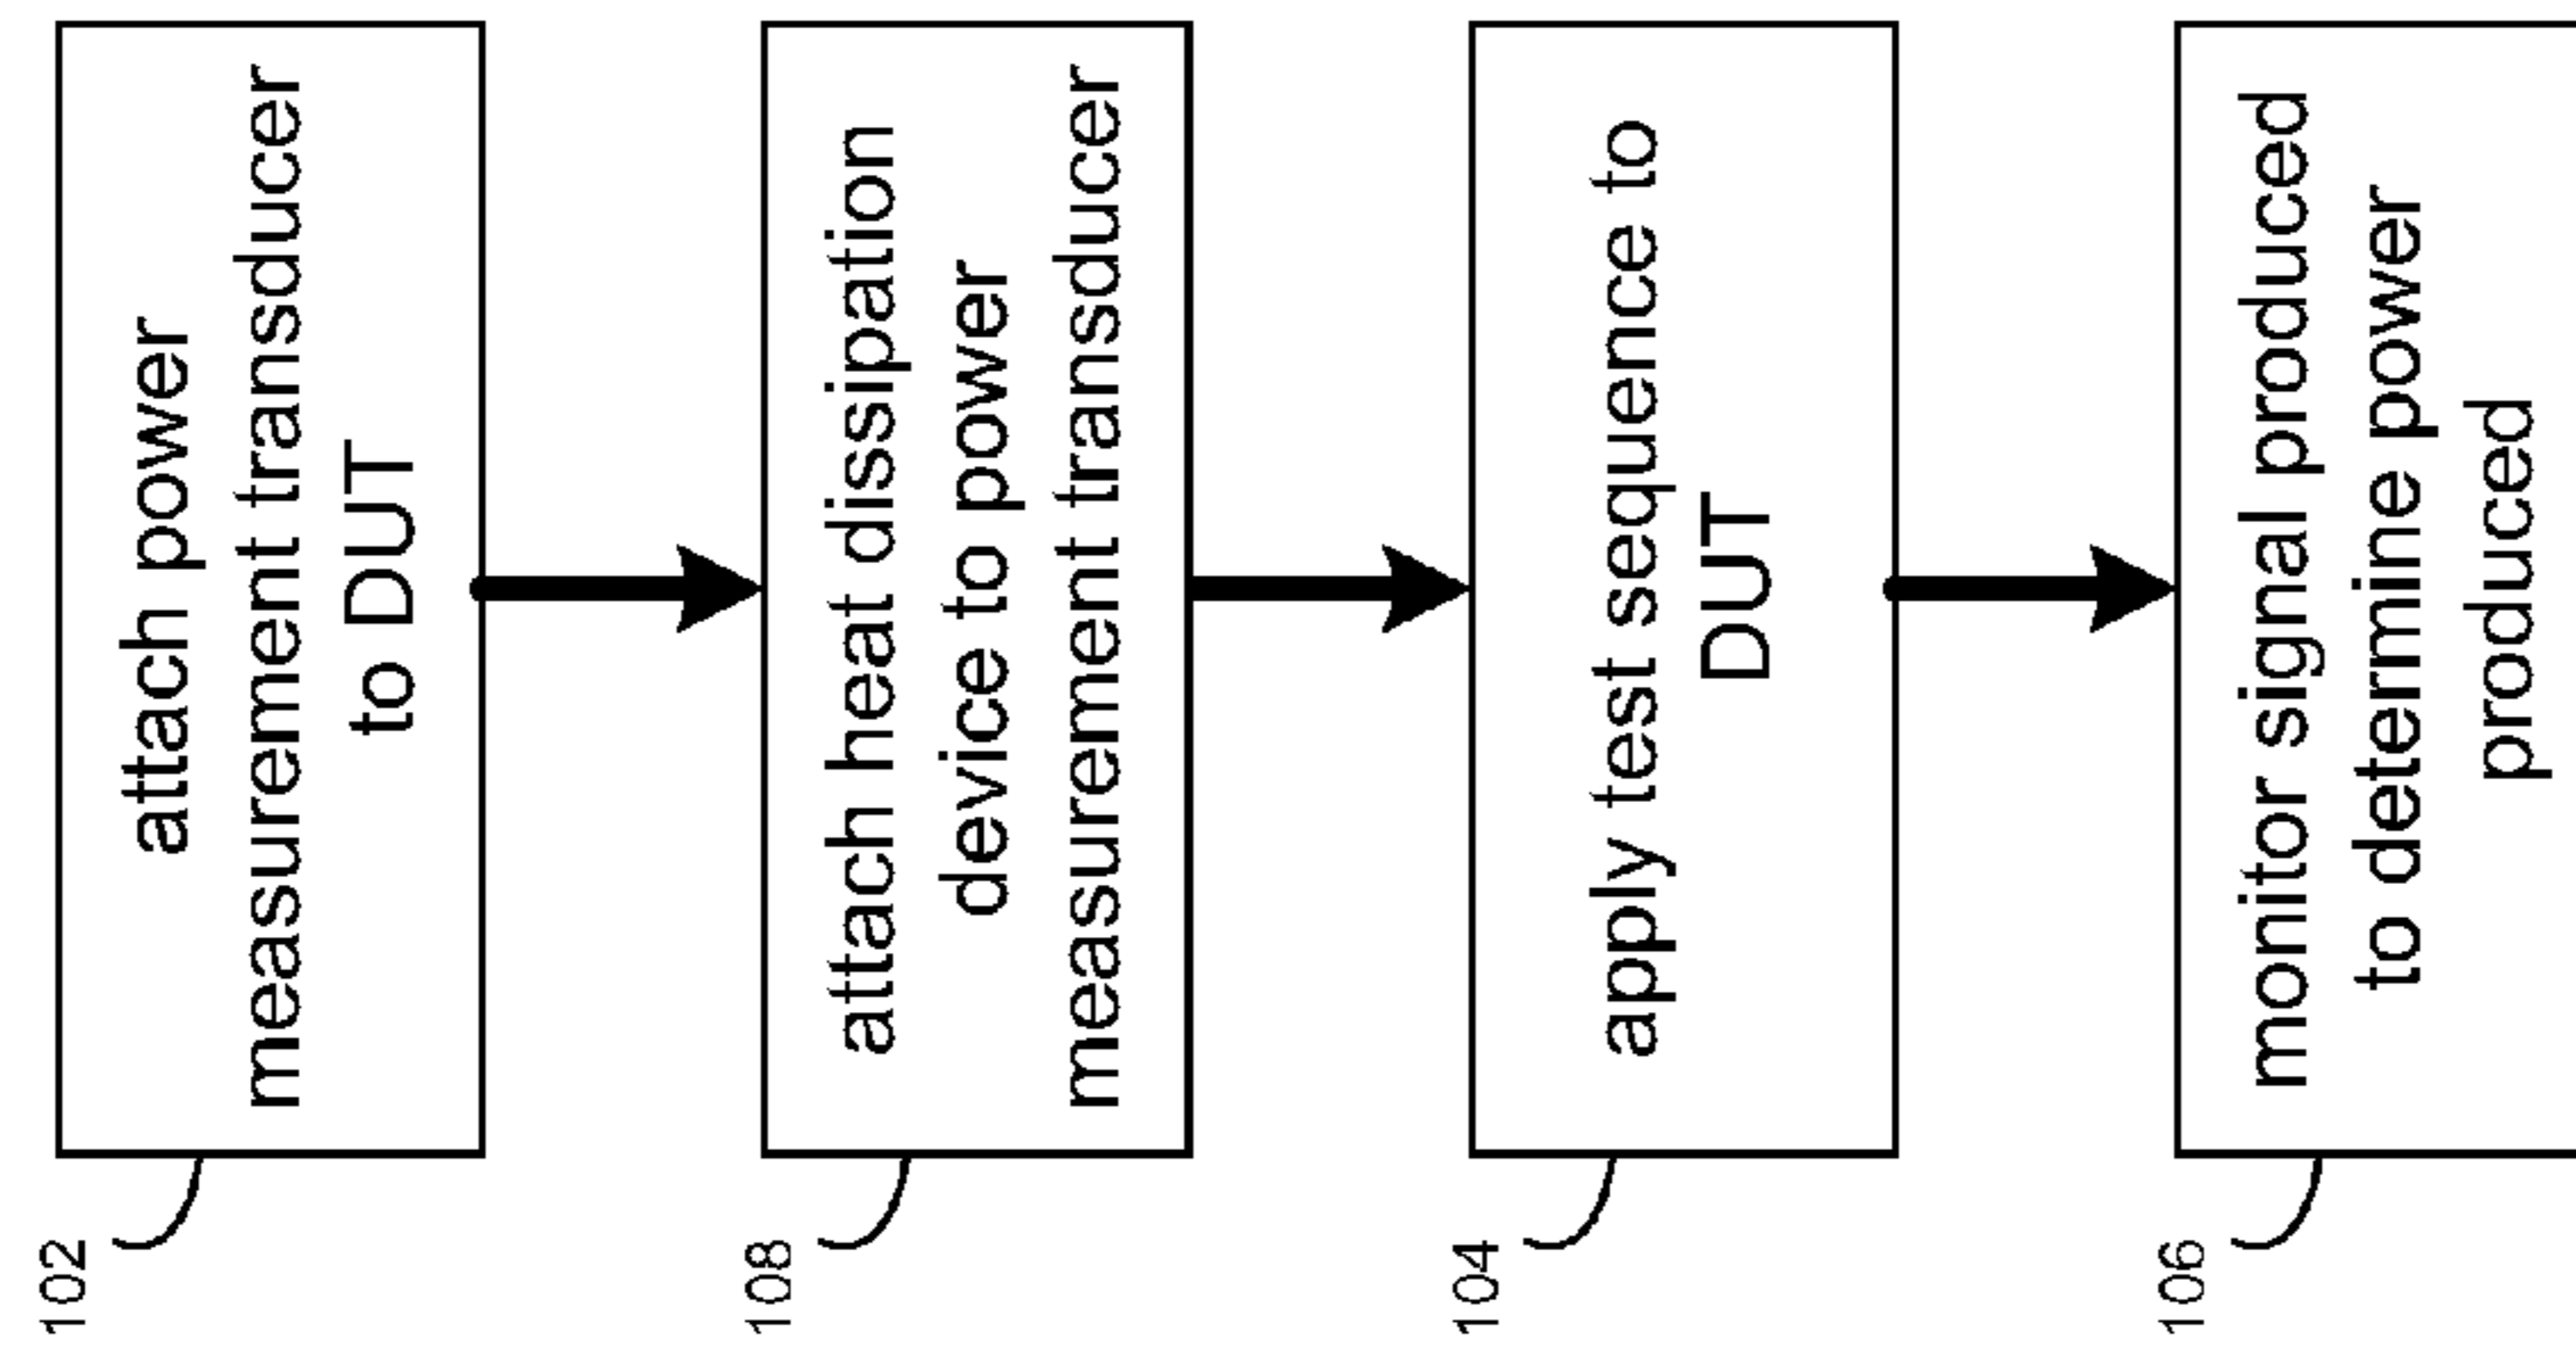 102
attach power
measurement transducer
to DUT
108
attach heat dissipation
device to power
measurement transducer
104
apply test sequence to
DUT
106
monitor signal produced
to determine power
produced